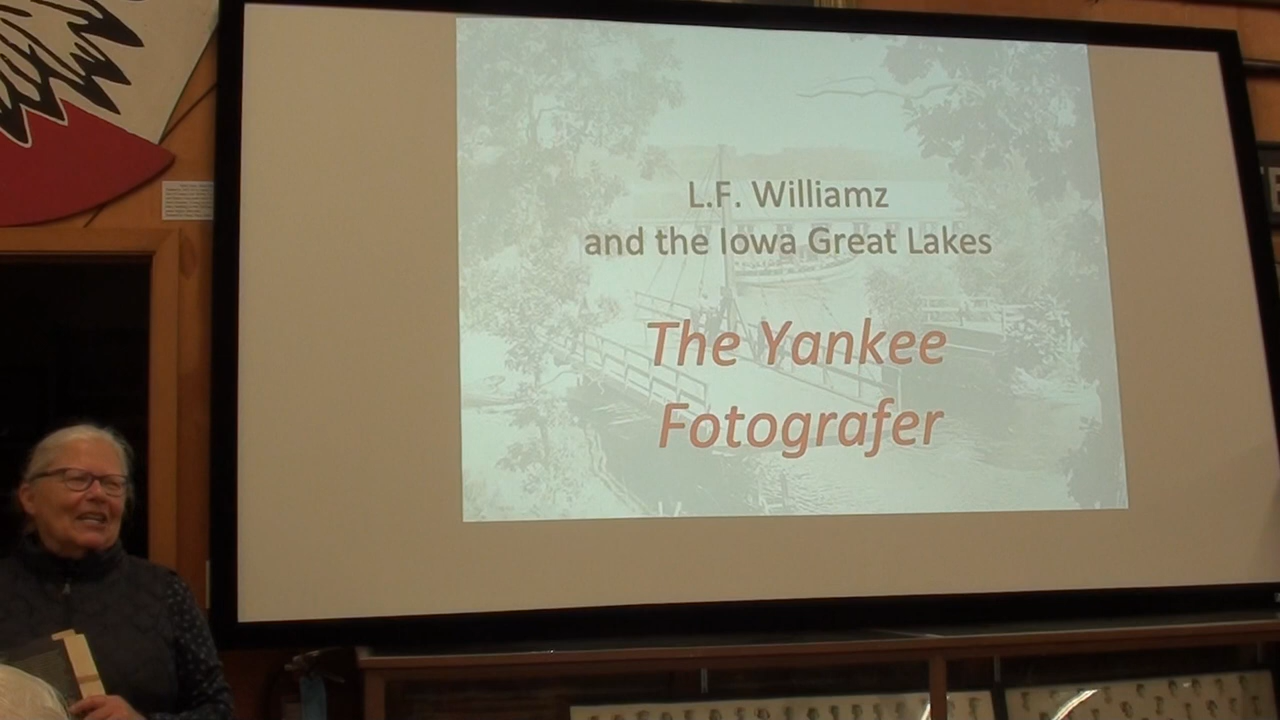 L.F. Williamz
and the Iowa Great Lakes
The Yankee
Fotografer